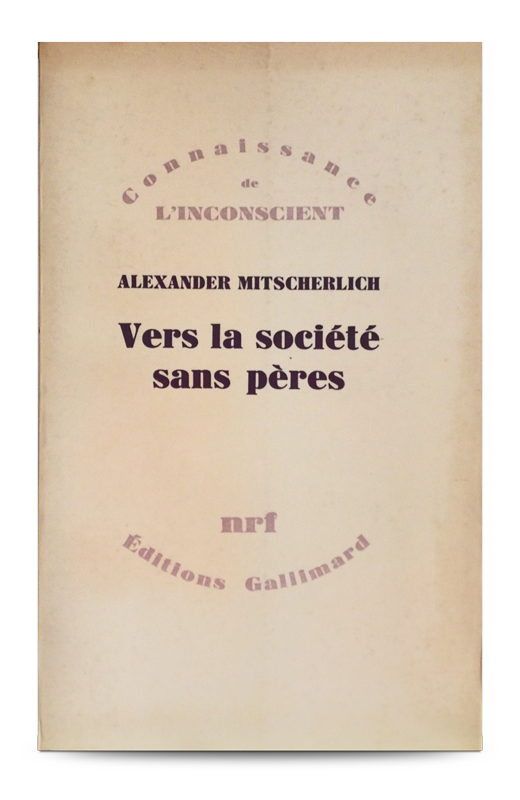 Connaissance
de
L'INCONSCIENT
ALEXANDER MITSCHERLICH
Vers la société
sans pères
nrf
Éditions Gallimard